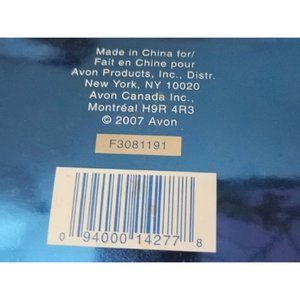 Made in China for/
Fait en Chine pour
Avon Products, Inc., Distr.
New York, NY 10020
Avon Canada Inc.,
Montréal H9R 4R3
© 2007 Avon
F3081191
0 94000 14277 8